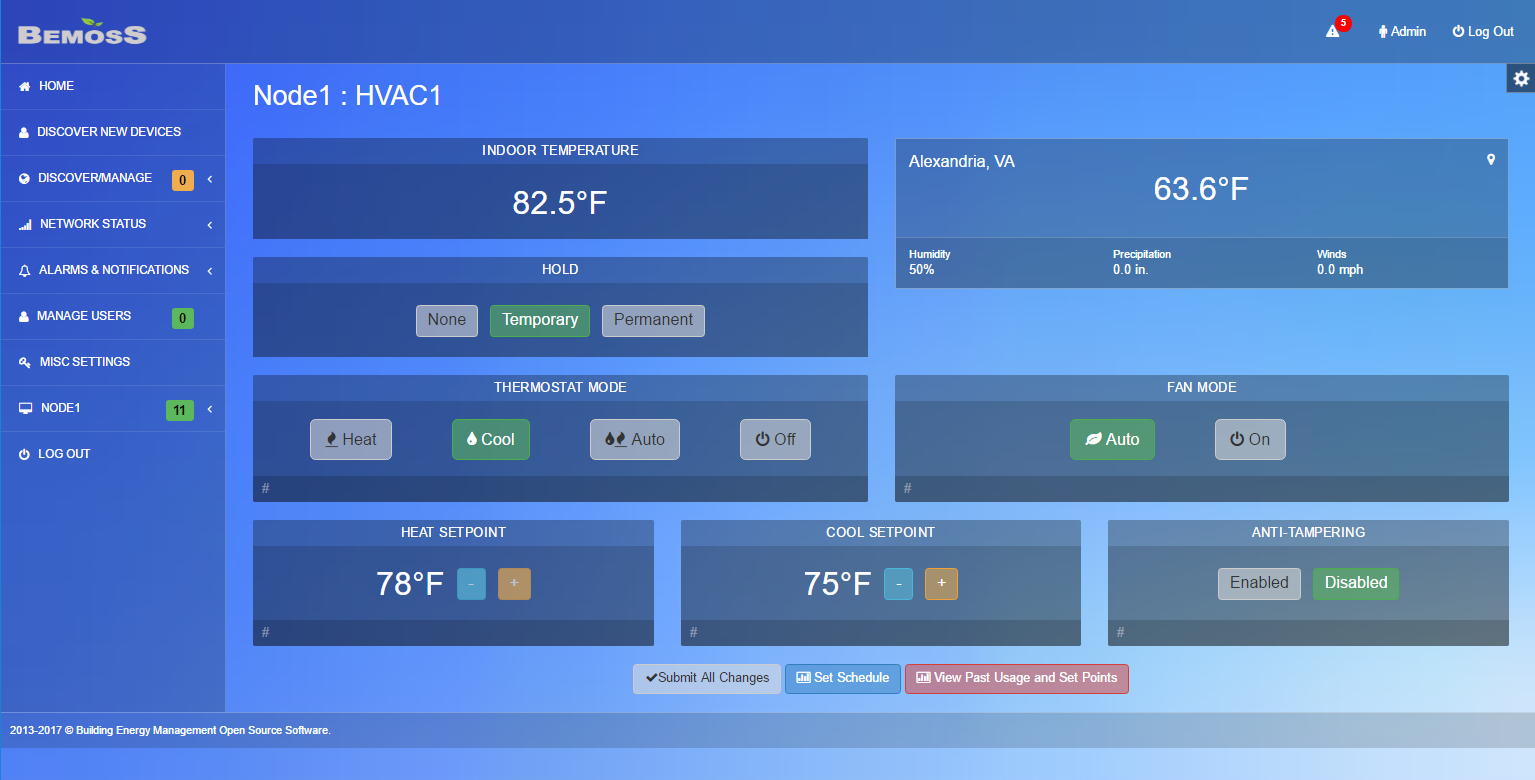 BEMOSS
5
Admin
Log Out
HOME
DISCOVER NEW DEVICES
DISCOVER/MANAGE 0
NETWORK STATUS
ALARMS & NOTIFICATIONS
MANAGE USERS 0
MISC SETTINGS
NODE1 11
LOG OUT
Node1 : HVAC1
INDOOR TEMPERATURE
82.5°F
Alexandria, VA
63.6°F
Humidity
50%
Precipitation
0.0 in.
Winds
0.0 mph
HOLD
None Temporary Permanent
THERMOSTAT MODE
Heat Cool Auto Off
#
FAN MODE
Auto On
#
HEAT SETPOINT
78°F - +
#
COOL SETPOINT
75°F - +
#
ANTI-TAMPERING
Enabled Disabled
#
Submit All Changes Set Schedule View Past Usage and Set Points
2013-2017 © Building Energy Management Open Source Software.